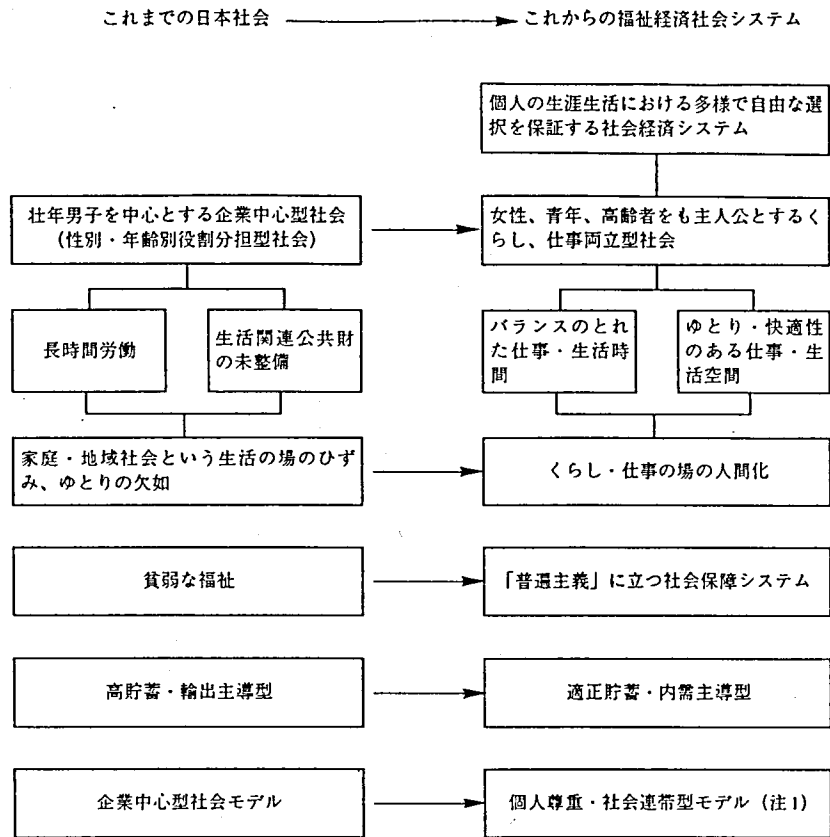 これまでの日本社会 これからの福祉経済社会システム
個人の生涯生活における多様で自由な選
択を保証する社会経済システム
壮年男子を中心とする企業中心型社会
(性別・年齢別役割分担型社会)
女性、青年、高齢者をも主人公とするく
らし、仕事両立型社会
長時間労働
生活関連公共財
の未整備
バランスのとれ
た仕事・生活時
間
ゆとり・快適性
のある仕事・生
活空間
家庭・地域社会という生活の場のひず
み、ゆとりの欠如
くらし・仕事の場の人間化
貧弱な福祉
「普遍主義」に立つ社会保障システム
高貯蓄・輸出主導型
適正貯蓄・内需主導型
企業中心型社会モデル
個人尊重・社会連帯型モデル(注1)